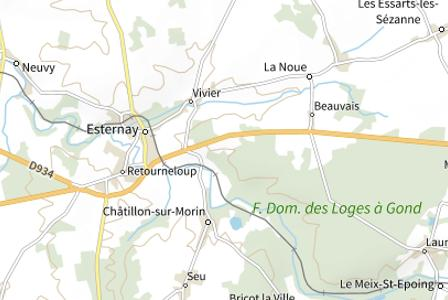 Les Essarts-les-
Sézanne
Neuvy
La Noue
Vivier
Beauvais
Esternay
D934
Retourneloup
Châtillon-sur-Morin
F. Dom. des Loges à Gond
Seu
Le Meix-St-Epoing
Bricot la Ville